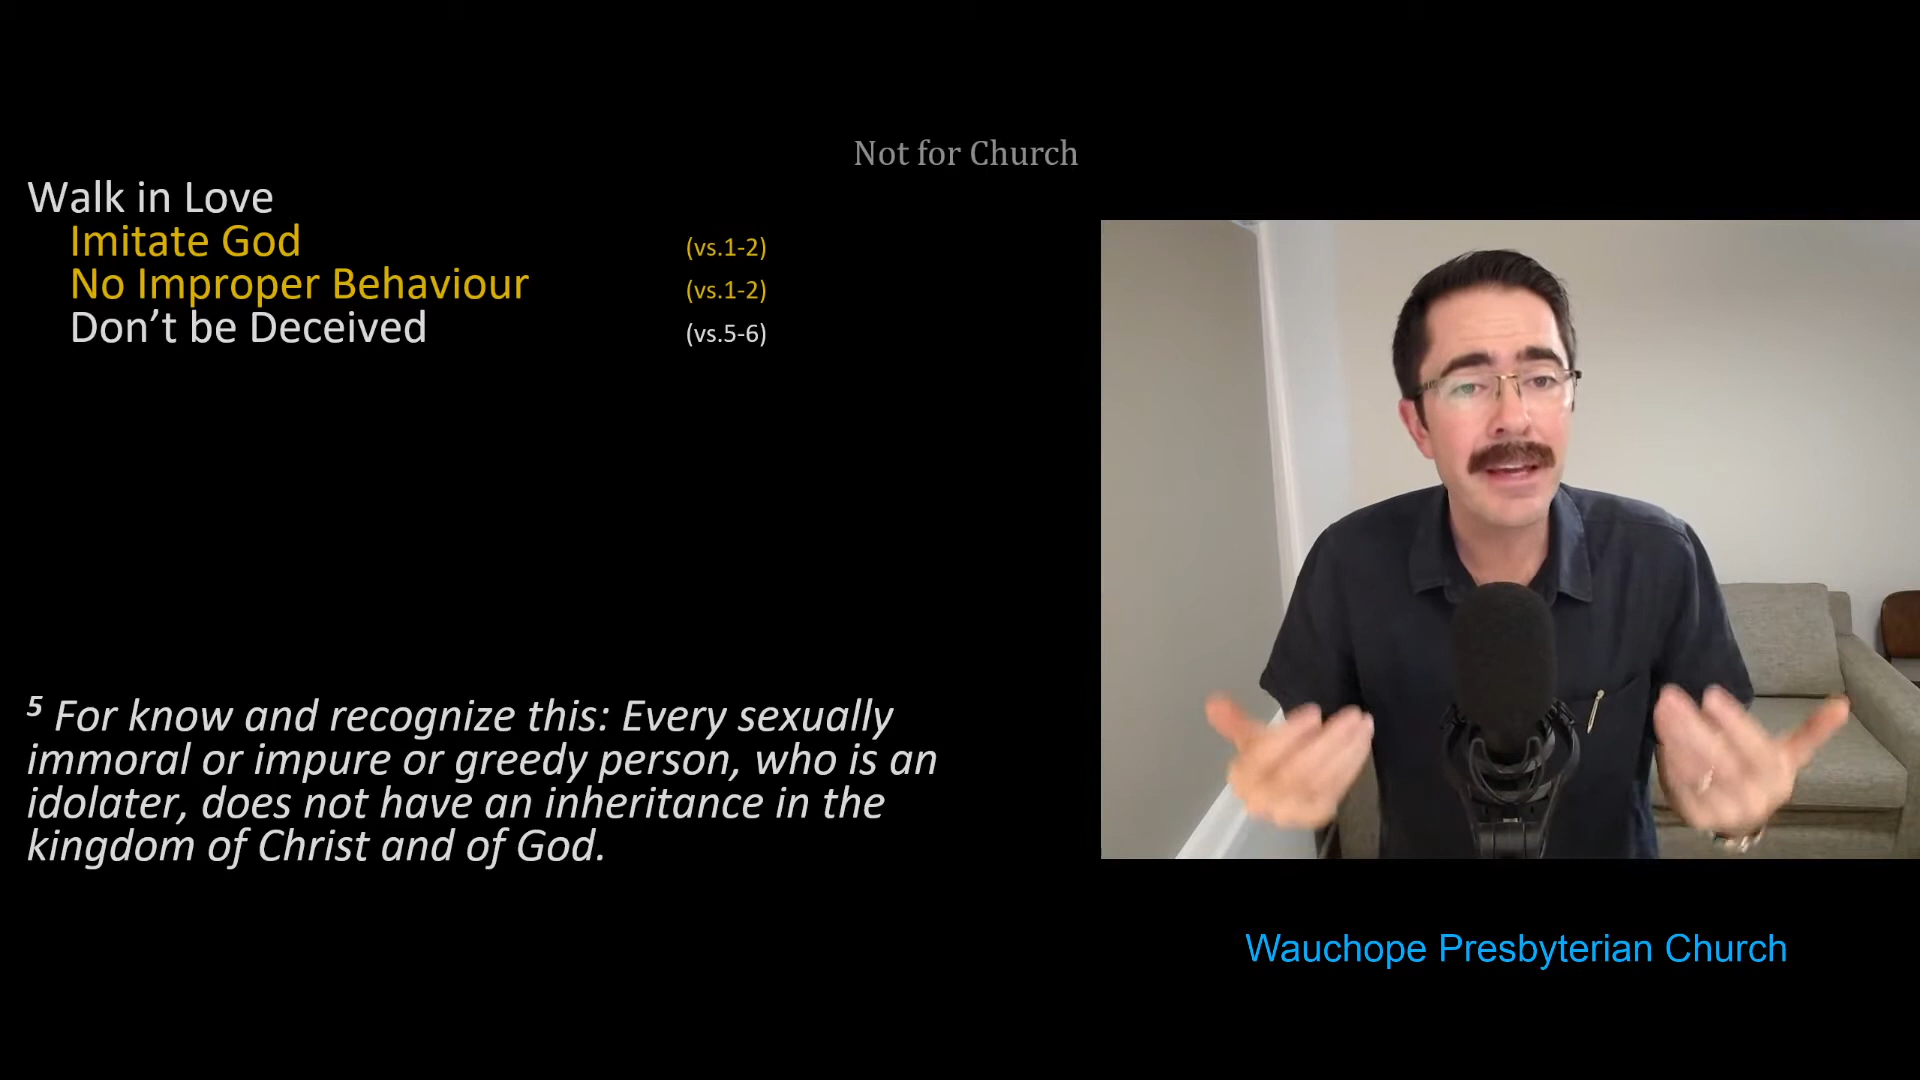 Not for Church
Walk in Love
Imitate God (vs.1-2)
No Improper Behaviour (vs.1-2)
Don’t be Deceived (vs.5-6)
5 For know and recognize this: Every sexually
immoral or impure or greedy person, who is an
idolater, does not have an inheritance in the
kingdom of Christ and of God.
Wauchope Presbyterian Church